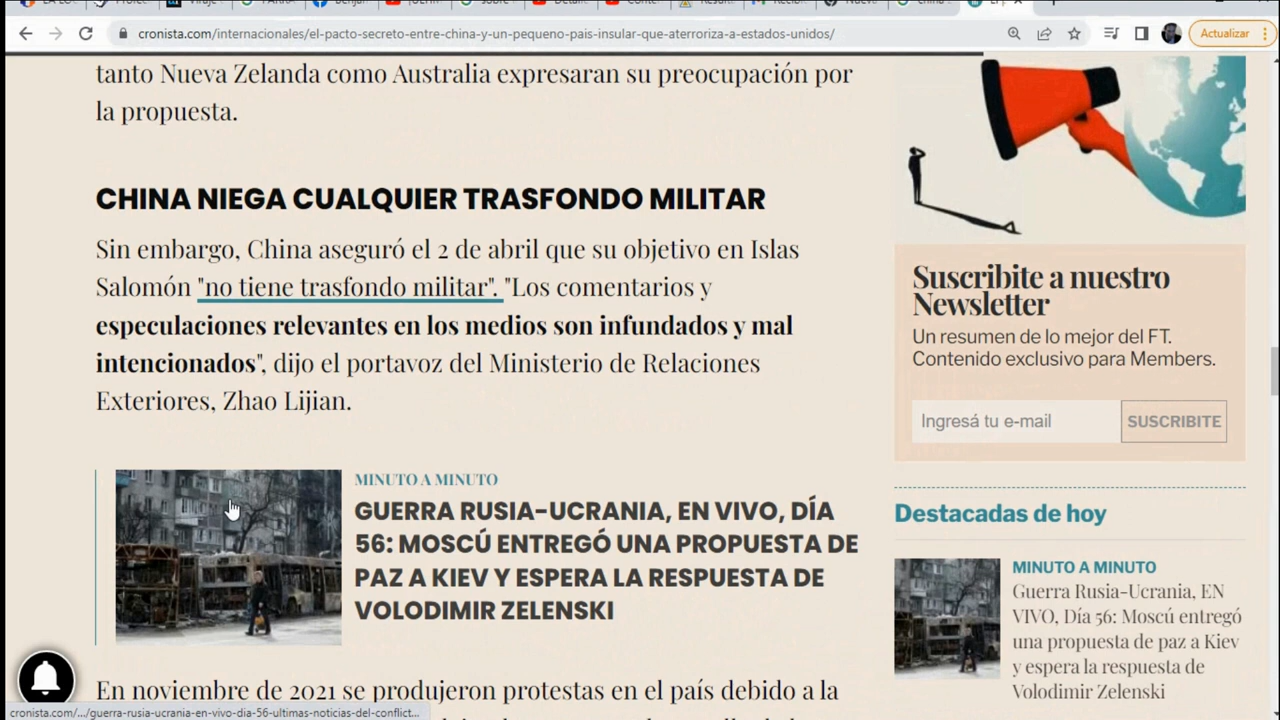 Actualizar
cronista.com/internacionales/el-pacto-secreto-entre-china-y-un-pequeno-pais-insular-que-aterroriza-a-estados-unidos/
tanto Nueva Zelanda como Australia expresaran su preocupación por
la propuesta.
CHINA NIEGA CUALQUIER TRASFONDO MILITAR
Sin embargo, China aseguró el 2 de abril que su objetivo en Islas
Salomón "no tiene trasfondo militar". "Los comentarios y
especulaciones relevantes en los medios son infundados y mal
intencionados", dijo el portavoz del Ministerio de Relaciones
Exteriores, Zhao Lijian.
MINUTO A MINUTO
GUERRA RUSIA-UCRANIA, EN VIVO, DÍA
56: MOSCÚ ENTREGÓ UNA PROPUESTA DE
PAZ A KIEV Y ESPERA LA RESPUESTA DE
VOLODIMIR ZELENSKI
En noviembre de 2021 se produjeron protestas en el país debido a la
Suscribite a nuestro
Newsletter
Un resumen de lo mejor del FT.
Contenido exclusivo para Members.
Ingresá tu e-mail
SUSCRIBITE
Destacadas de hoy
MINUTO A MINUTO
Guerra Rusia-Ucrania, EN
VIVO, Día 56: Moscú entregó
una propuesta de paz a Kiev
y espera la respuesta de
Volodimir Zelenski
cronista.com/.../guerra-rusia-ucrania-en-vivo-dia-56-ultimas-noticias-del-conflict...